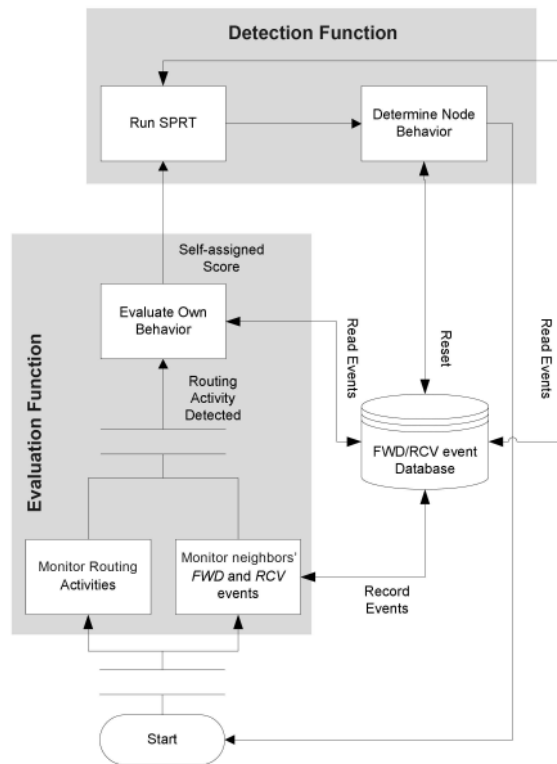 Detection Function
Run SPRT
Determine Node
Behavior
Self-assigned
Score
Evaluate Own
Behavior
Read Events
Reset
Read Events
Routing
Activity
Detected
Evaluation Function
FWD/RCV event
Database
Monitor Routing
Activities
Monitor neighbors'
FWD and RCV
events
Record
Events
Start